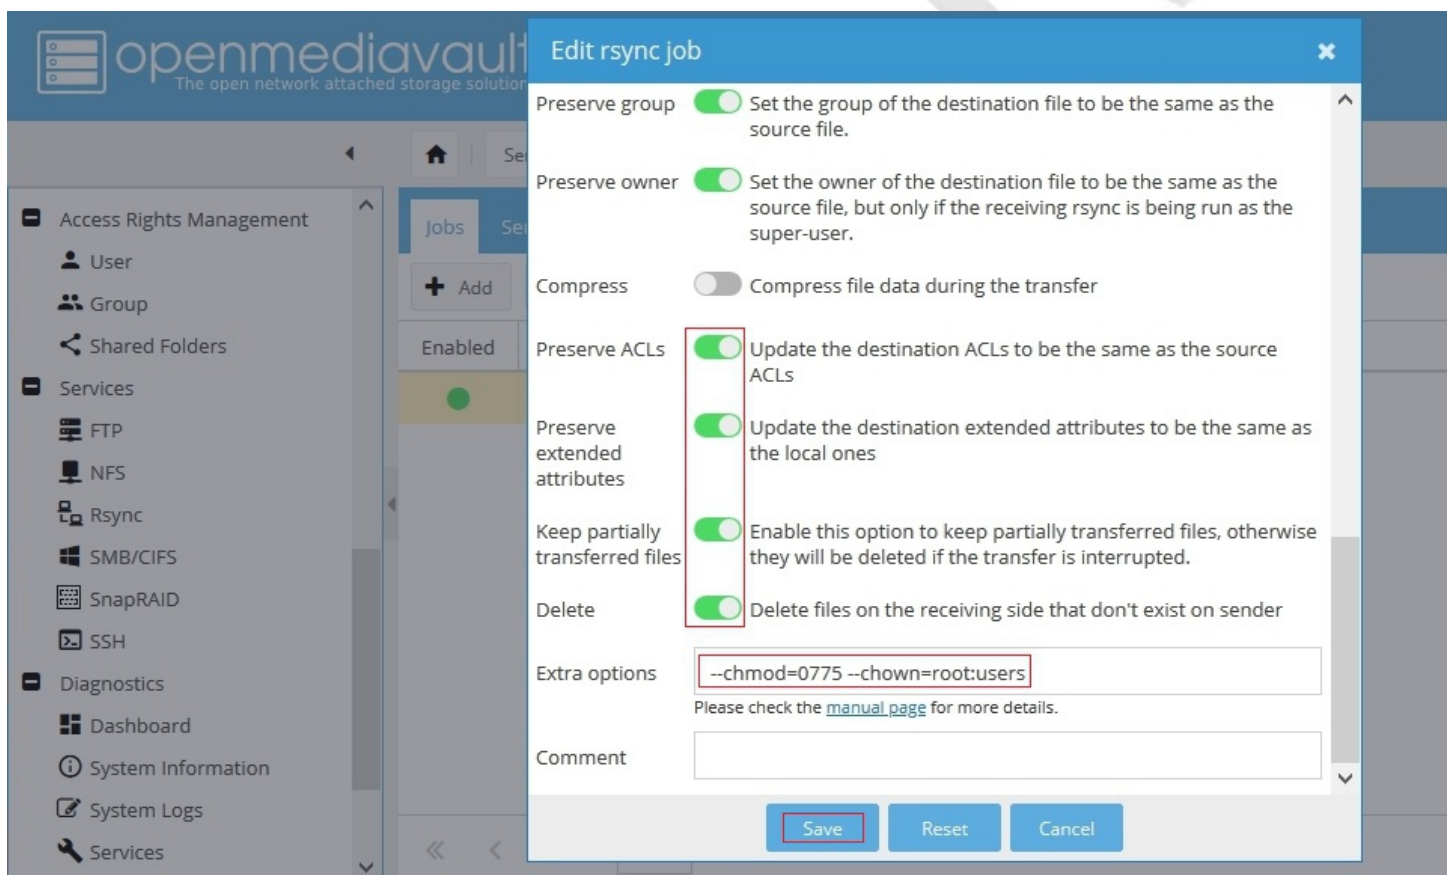 openmediavault
The open network attached storage solution
Edit rsync job
Preserve group
Set the group of the destination file to be the same as the
source file.
Preserve owner
Set the owner of the destination file to be the same as the
source file, but only if the receiving rsync is being run as the
super-user.
Compress
Compress file data during the transfer
Preserve ACLs
Update the destination ACLs to be the same as the source
ACLs
Preserve
extended
attributes
Update the destination extended attributes to be the same as
the local ones
Keep partially
transferred files
Enable this option to keep partially transferred files, otherwise
they will be deleted if the transfer is interrupted.
Delete
Delete files on the receiving side that don't exist on sender
Extra options
--chmod=0775 --chown=root:users
Please check the manual page for more details.
Comment
Save
Reset
Cancel
Access Rights Management
User
Group
Shared Folders
Services
FTP
NFS
Rsync
SMB/CIFS
SnapRAID
SSH
Diagnostics
Dashboard
System Information
System Logs
Services
Jobs
Add
Enabled